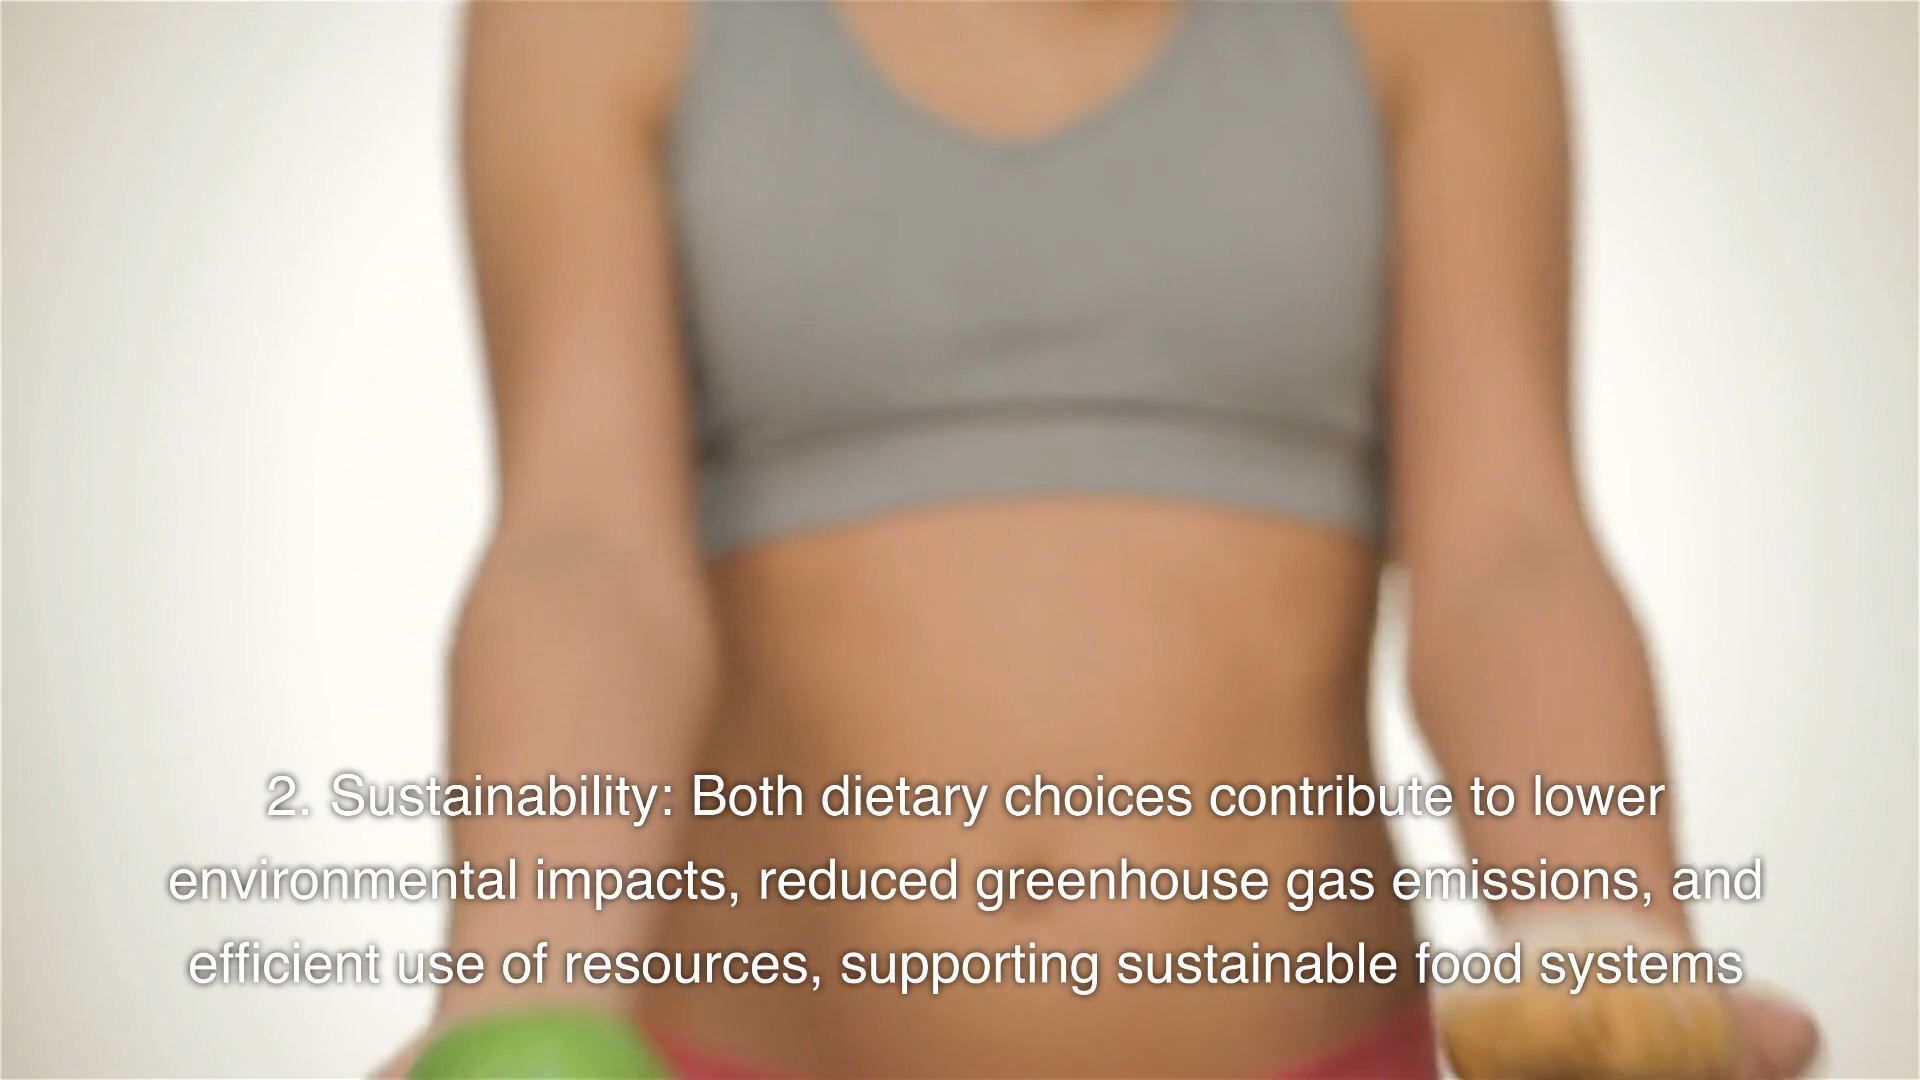 2. Sustainability: Both dietary choices contribute to lower
environmental impacts, reduced greenhouse gas emissions, and
efficient use of resources, supporting sustainable food systems